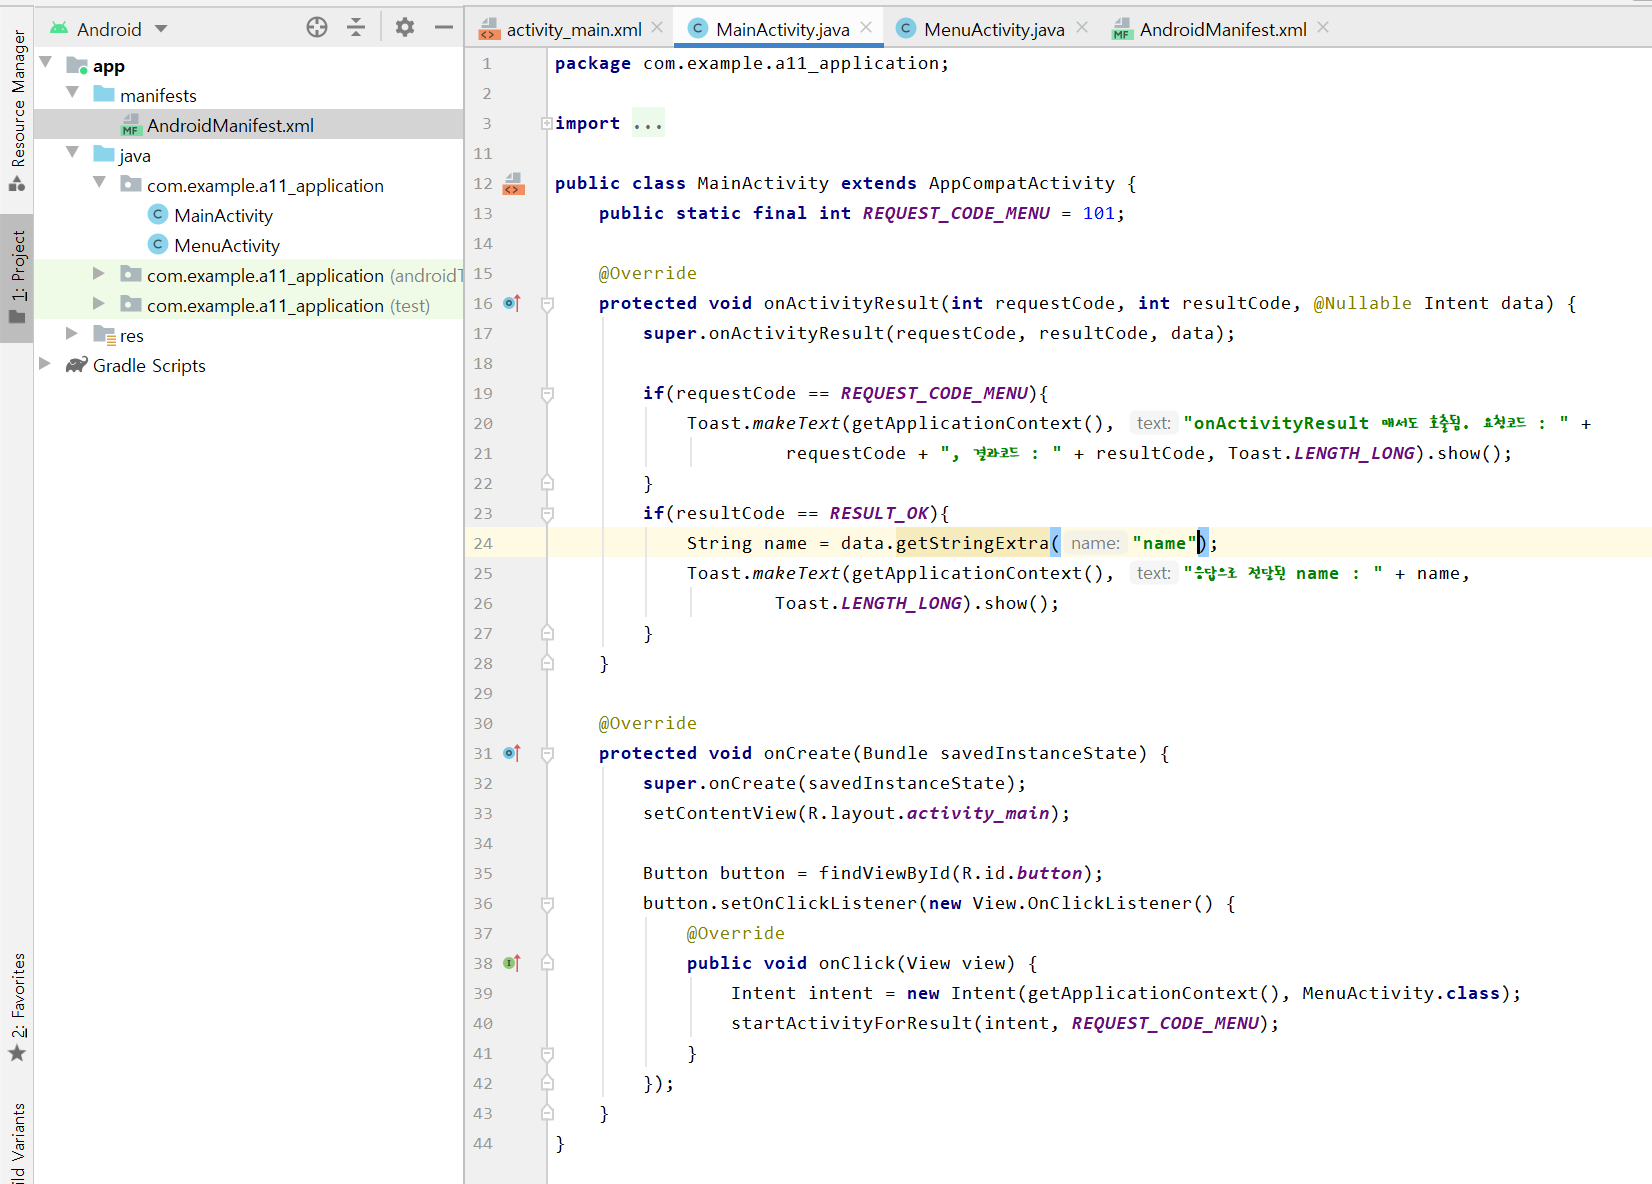 Android
activity_main.xml
MainActivity.java
MenuActivity.java
AndroidManifest.xml
Resource Manager
1: Project
2: Favorites
ild Variants
app
manifests
AndroidManifest.xml
java
com.example.a11_application
MainActivity
MenuActivity
com.example.a11_application (androidT
com.example.a11_application (test)
res
Gradle Scripts
1 package com.example.a11_application;
2
3 import ...
11
12 public class MainActivity extends AppCompatActivity {
13 public static final int REQUEST_CODE_MENU = 101;
14
15 @Override
16 protected void onActivityResult(int requestCode, int resultCode, @Nullable Intent data) {
17 super.onActivityResult(requestCode, resultCode, data);
18
19 if(requestCode == REQUEST_CODE_MENU){
20 Toast.makeText(getApplicationContext(), text: "onActivityResult 매서드 호출됨. 요청코드 : " +
21 requestCode + ", 결과코드 : " + resultCode, Toast.LENGTH_LONG).show();
22 }
23 if(resultCode == RESULT_OK){
24 String name = data.getStringExtra( name: "name");
25 Toast.makeText(getApplicationContext(), text: "응답으로 전달된 name : " + name,
26 Toast.LENGTH_LONG).show();
27 }
28 }
29
30 @Override
31 protected void onCreate(Bundle savedInstanceState) {
32 super.onCreate(savedInstanceState);
33 setContentView(R.layout.activity_main);
34
35 Button button = findViewById(R.id.button);
36 button.setOnClickListener(new View.OnClickListener() {
37 @Override
38 public void onClick(View view) {
39 Intent intent = new Intent(getApplicationContext(), MenuActivity.class);
40 startActivityForResult(intent, REQUEST_CODE_MENU);
41 }
42 });
43 }
44 }